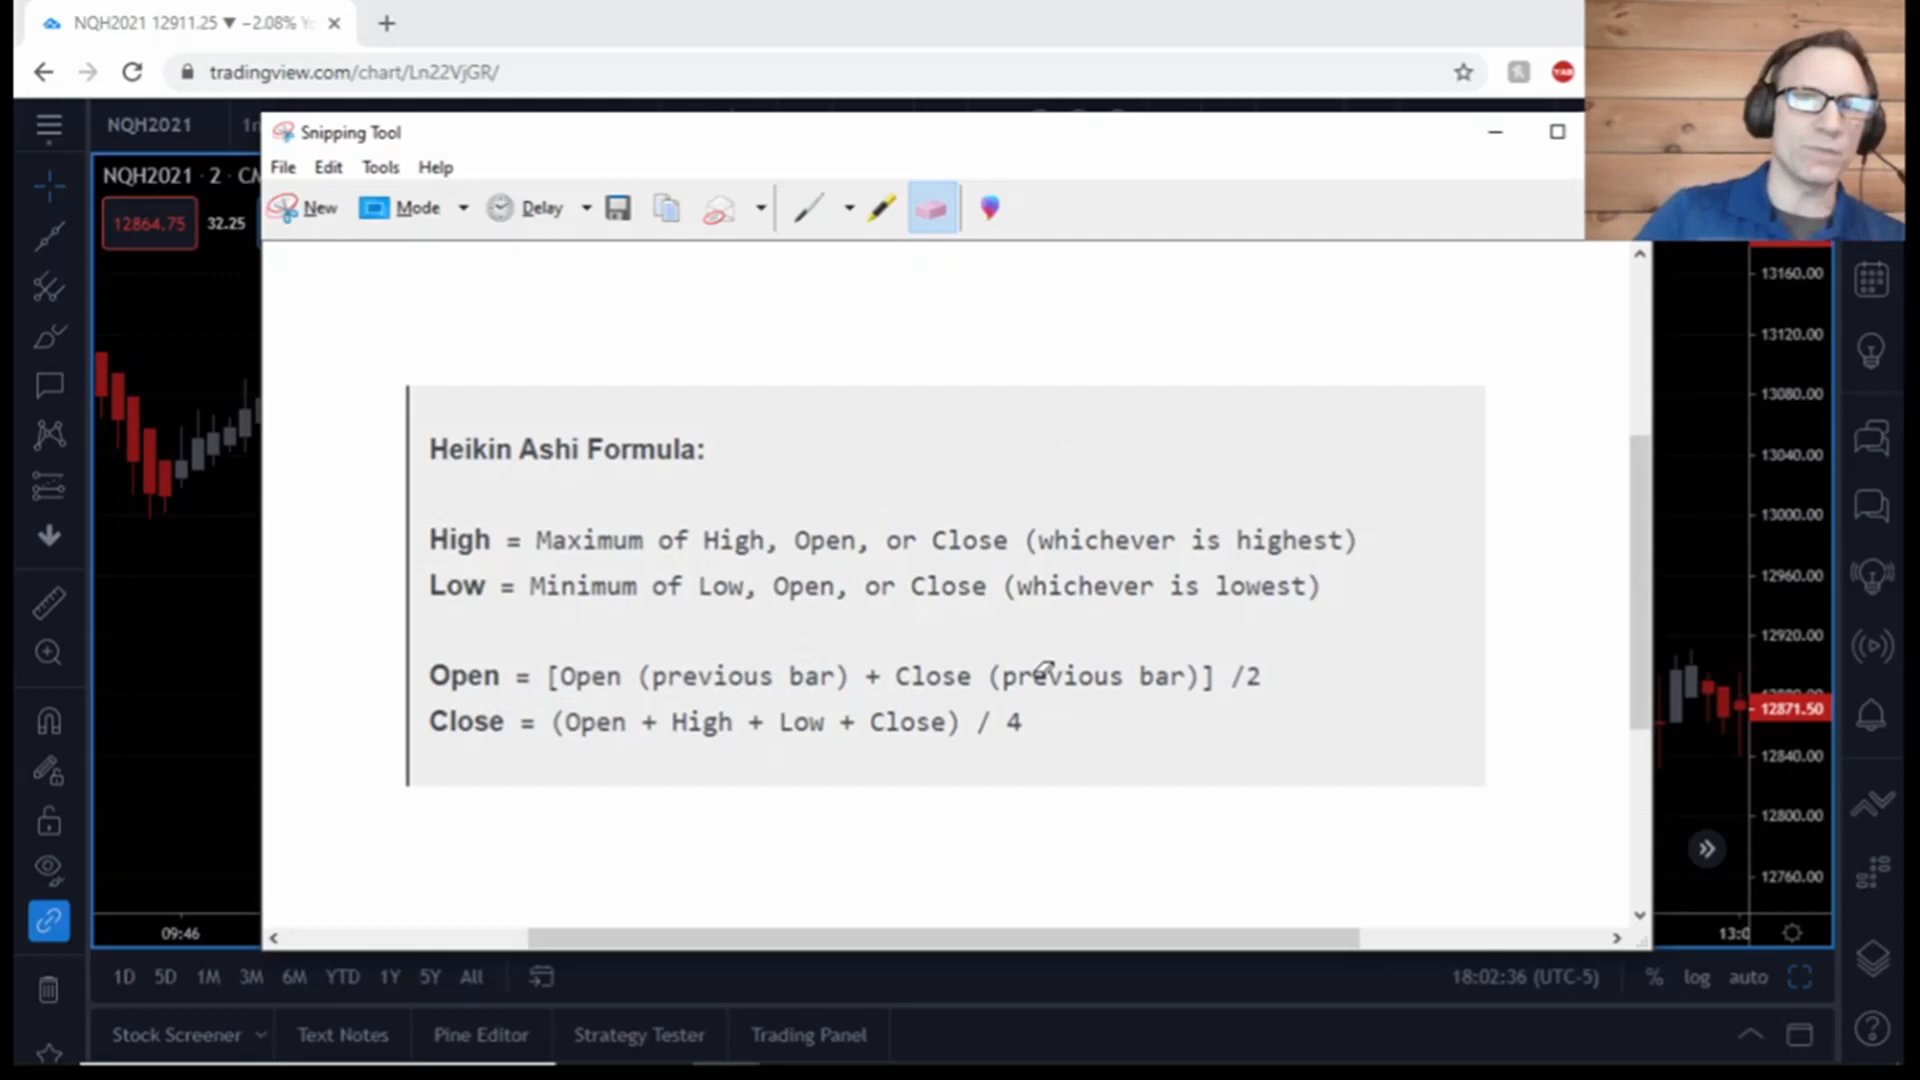 NQH2021 12911.25 ▼ −2.08%
tradingview.com/chart/Ln22VjGR/
NQH2021
Snipping Tool
File Edit Tools Help
New Mode Delay
NQH2021 · 2 ·
12864.75 32.25
Heikin Ashi Formula:
High = Maximum of High, Open, or Close (whichever is highest)
Low = Minimum of Low, Open, or Close (whichever is lowest)
Open = [Open (previous bar) + Close (previous bar)] /2
Close = (Open + High + Low + Close) / 4
13160.00
13120.00
13080.00
13040.00
13000.00
12960.00
12920.00
12871.50
12840.00
12800.00
12760.00
09:46
1D 5D 1M 3M 6M YTD 1Y 5Y All
18:02:36 (UTC-5) % log auto
Stock Screener Text Notes Pine Editor Strategy Tester Trading Panel